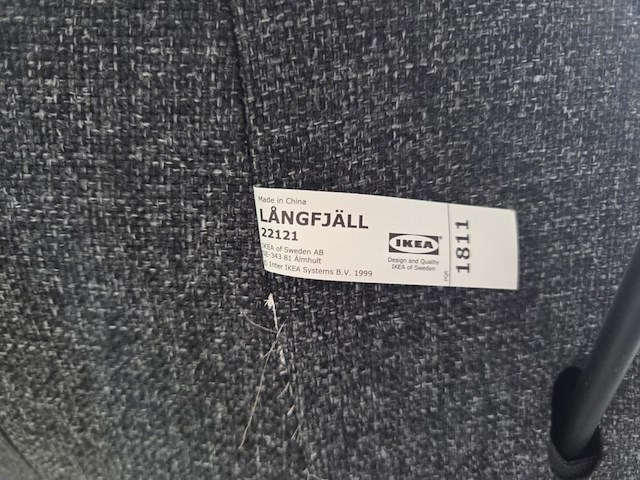 Made in China
LÅNGFJÄLL
22121
IKEA of Sweden AB
SE-343 81 Älmhult
© Inter IKEA Systems B.V. 1999
IKEA
Design and Quality
IKEA of Sweden
PQR
1811